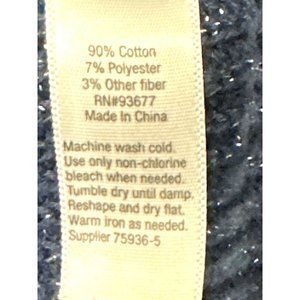 90% Cotton
7% Polyester
3% Other fiber
RN#93677
Made In China
Machine wash cold.
Use only non-chlorine
bleach when needed.
Tumble dry until damp.
Reshape and dry flat.
Warm iron as needed.
Supplier 75936-5